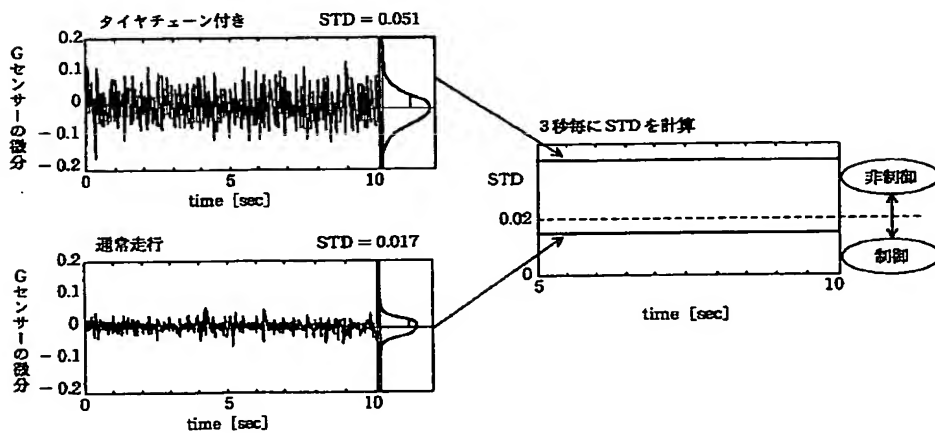 タイヤチェーン付き STD = 0.051
Gセンサーの微分
0.2
0.1
0
− 0.1
− 0.2
0 5 10
time [sec]
通常走行 STD = 0.017
Gセンサーの微分
0.2
0.1
0
− 0.1
− 0.2
0 5 10
time [sec]
3秒毎にSTDを計算
STD
0.02
0
5 10
time [sec]
非制御
制御